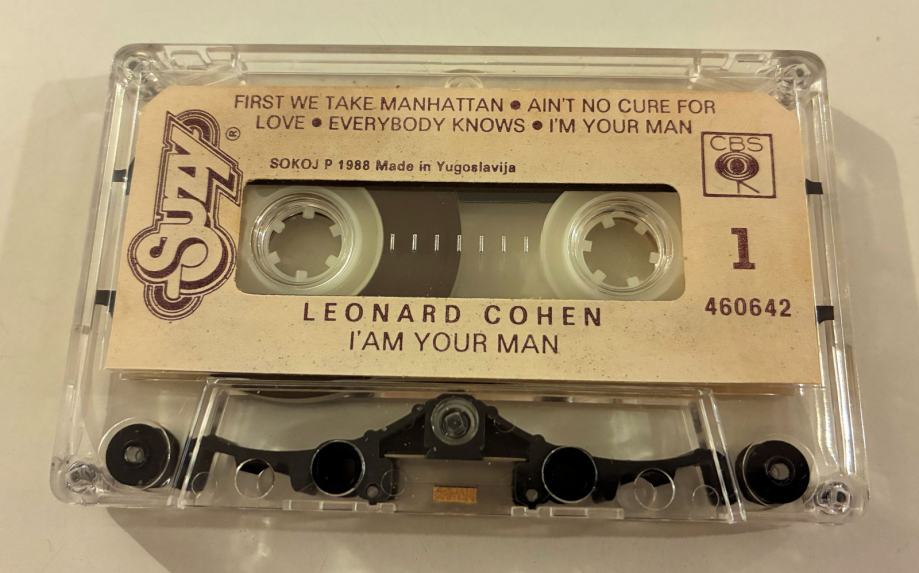 FIRST WE TAKE MANHATTAN • AIN'T NO CURE FOR
LOVE • EVERYBODY KNOWS • I'M YOUR MAN
SUZY ®
SOKOJ P 1988 Made in Yugoslavija
CBS
1
460642
LEONARD COHEN
I'AM YOUR MAN